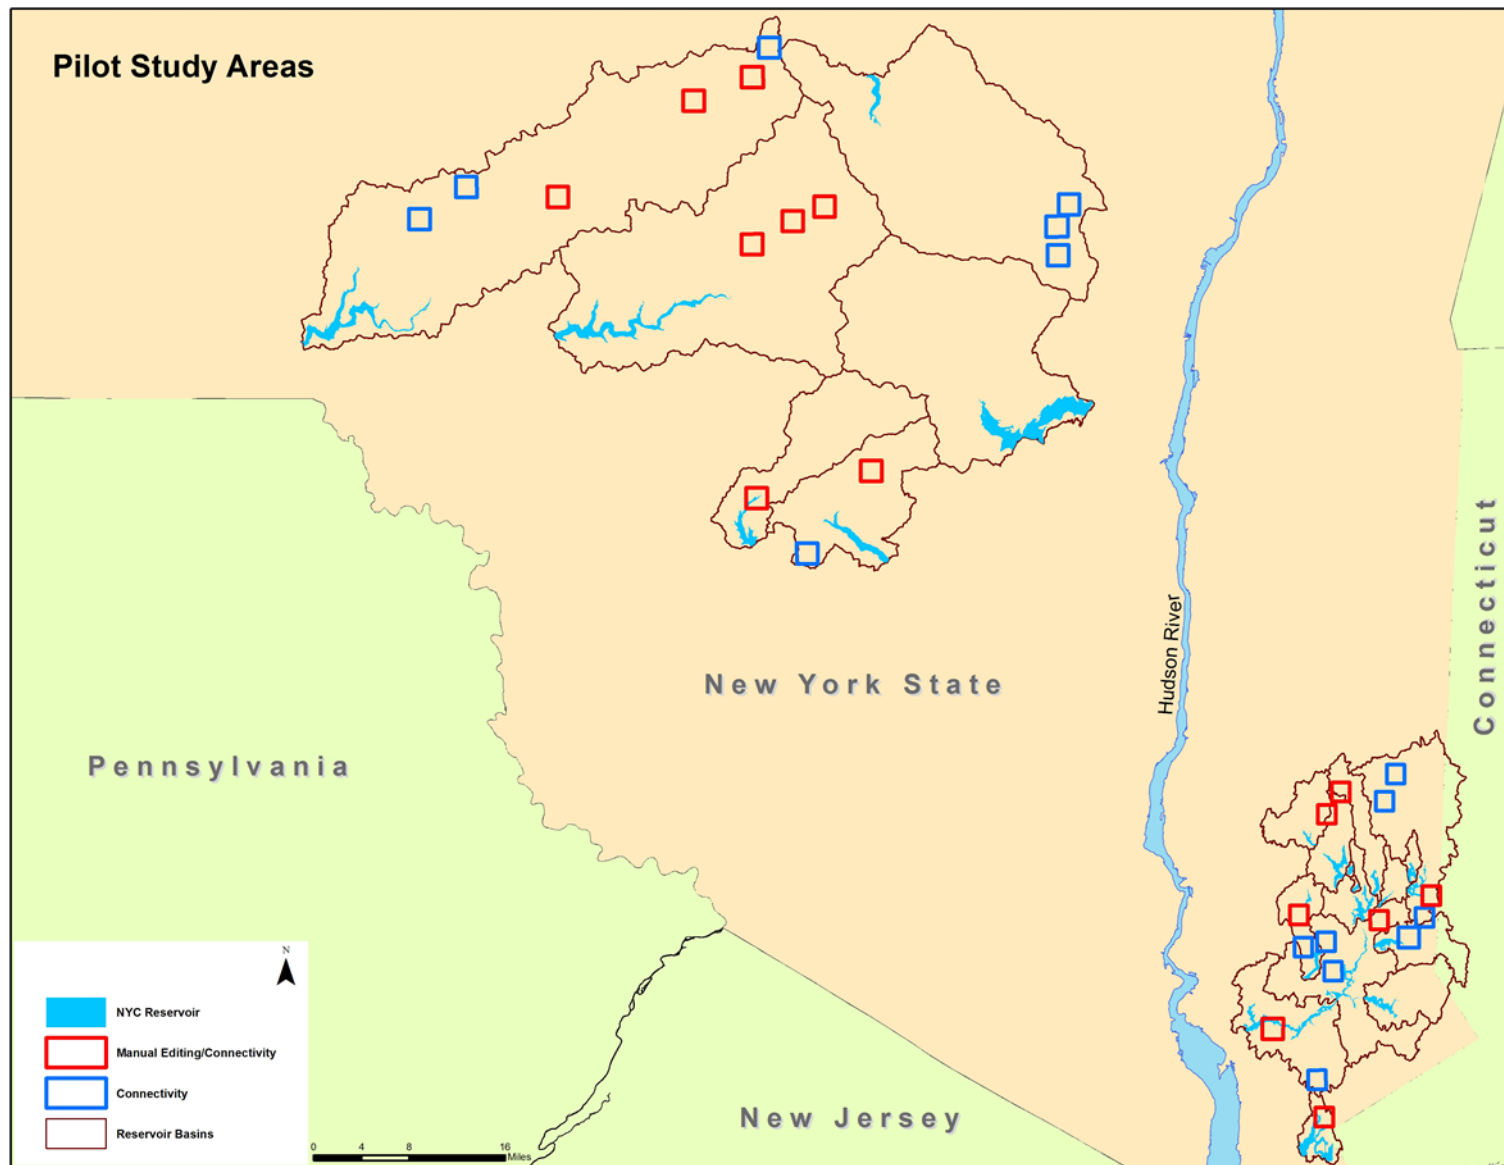 Pilot Study Areas
Connecticut
Hudson River
New York State
Pennsylvania
New Jersey
N
NYC Reservoir
Manual Editing/Connectivity
Connectivity
Reservoir Basins
0 4 8 16
Miles